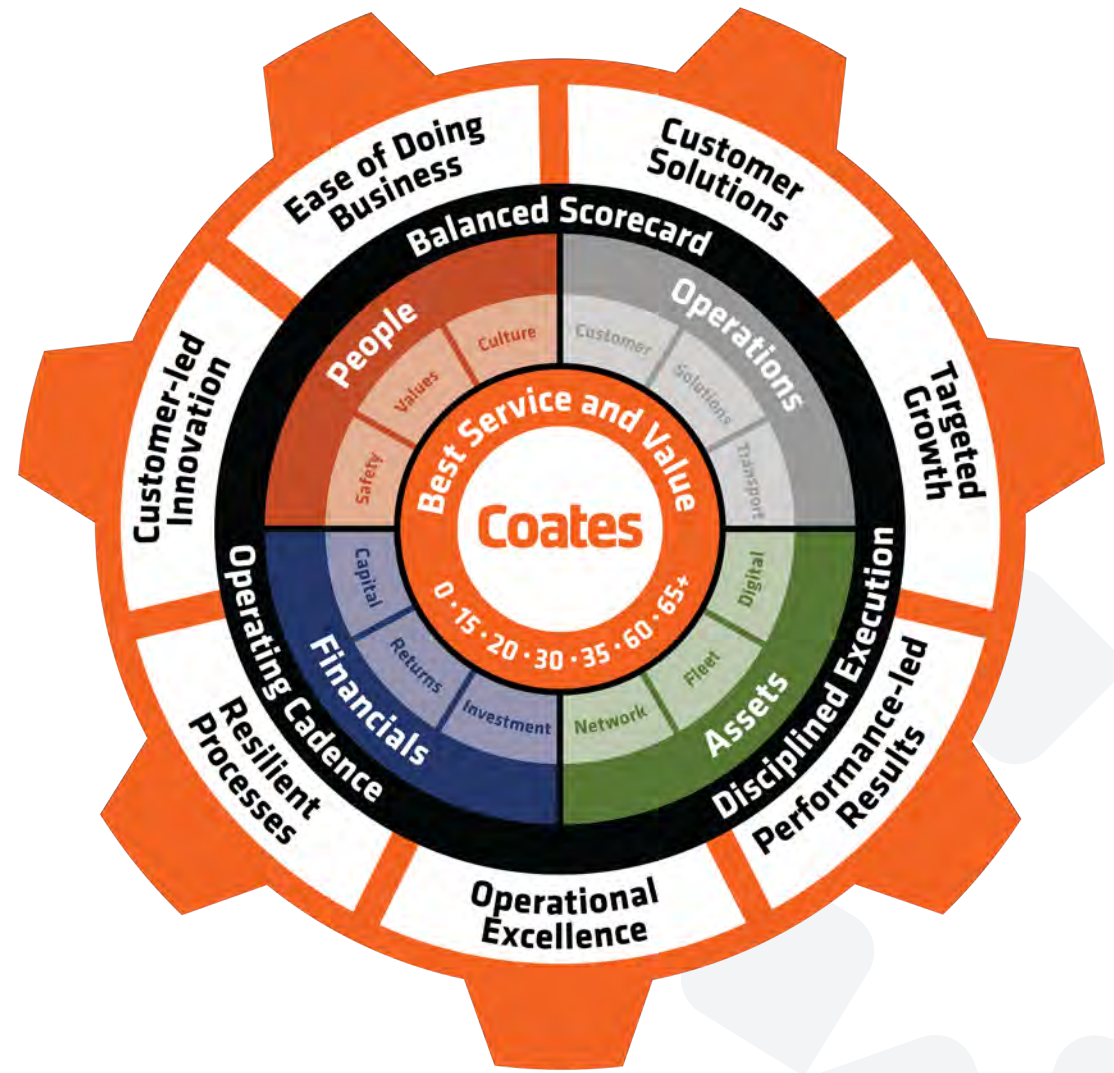 Ease of Doing
Business
Customer
Solutions
Targeted
Growth
Performance-led
Results
Operational
Excellence
Resilient
Processes
Customer-led
Innovation
Balanced Scorecard
Disciplined Execution
Operating Cadence
People
Safety
Values
Culture
Operations
Customer
Solutions
Transport
Assets
Digital
Fleet
Network
Financials
Capital
Returns
Investment
Best Service and Value
Coates
0 · 15 · 20 · 30 · 35 · 60 · 65+